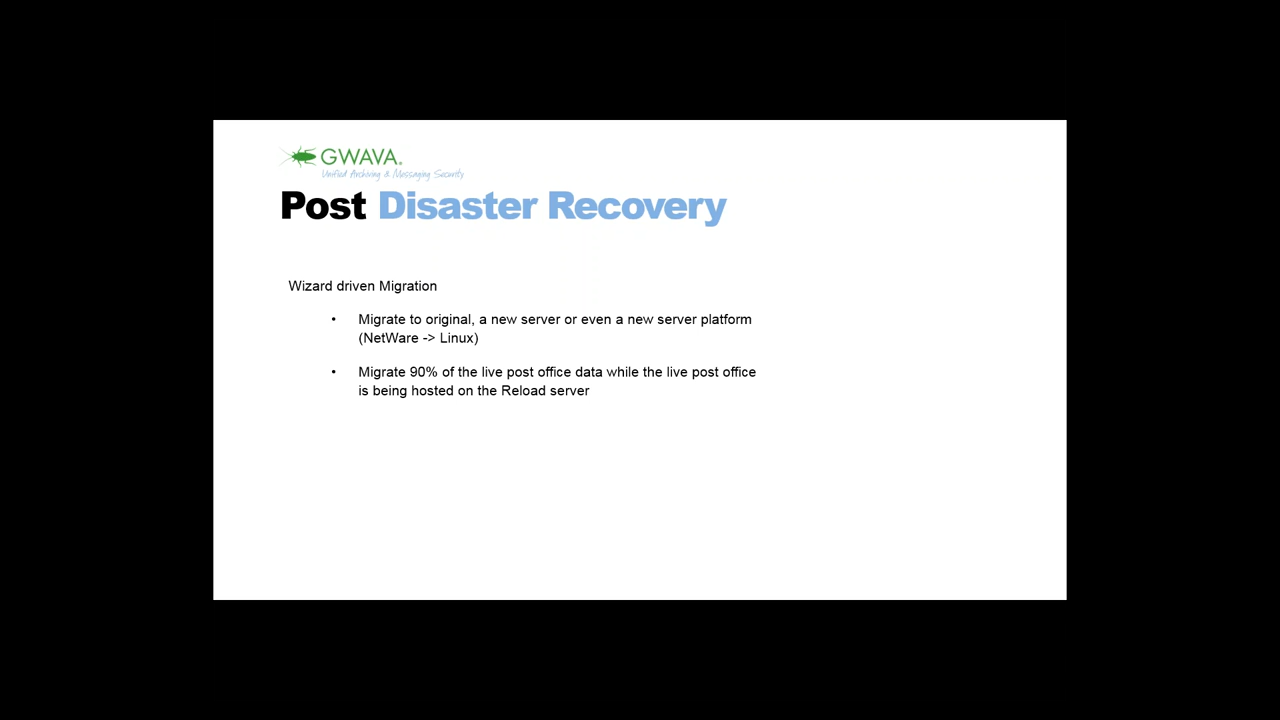 GWAVA.
Unified Archiving & Messaging Security
Post Disaster Recovery
Wizard driven Migration
• Migrate to original, a new server or even a new server platform
(NetWare -> Linux)
• Migrate 90% of the live post office data while the live post office
is being hosted on the Reload server